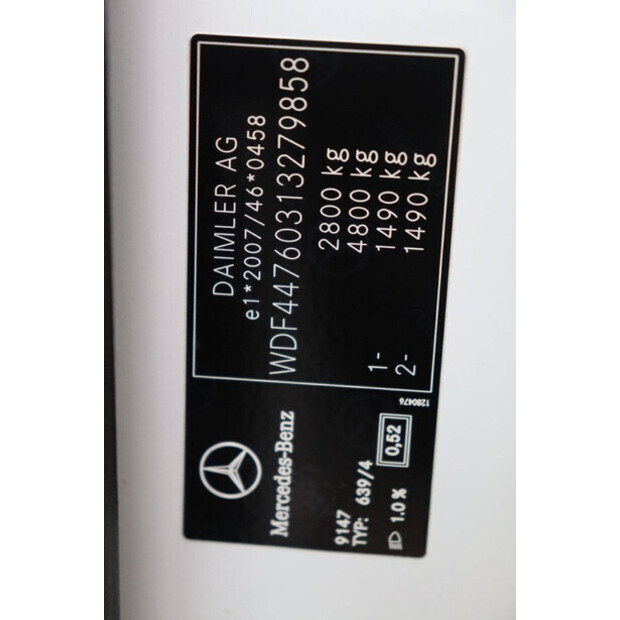 DAIMLER AG
e1*2007/46*0458
WDF44760313279858
2800 kg
4800 kg
1- 1490 kg
2- 1490 kg
Mercedes-Benz
9147
TYP: 639/4
1.0%
0,52
1280476